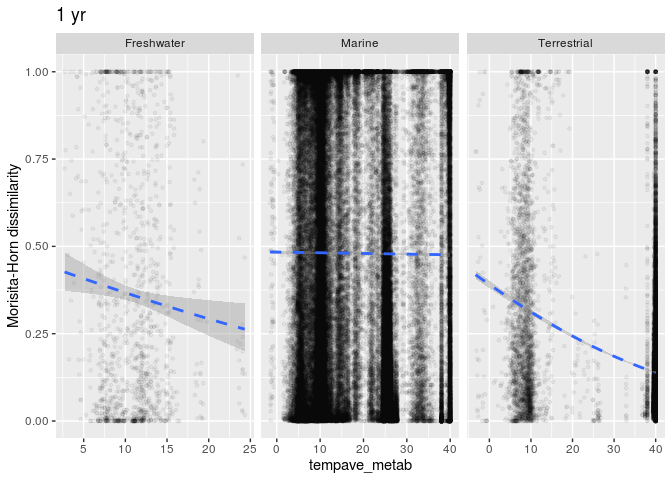 1 yr
Freshwater Marine Terrestrial
Morisita-Horn dissimilarity
1.00
0.75
0.50
0.25
0.00
5 10 15 20 25 0 10 20 30 40 0 10 20 30 40
tempave_metab